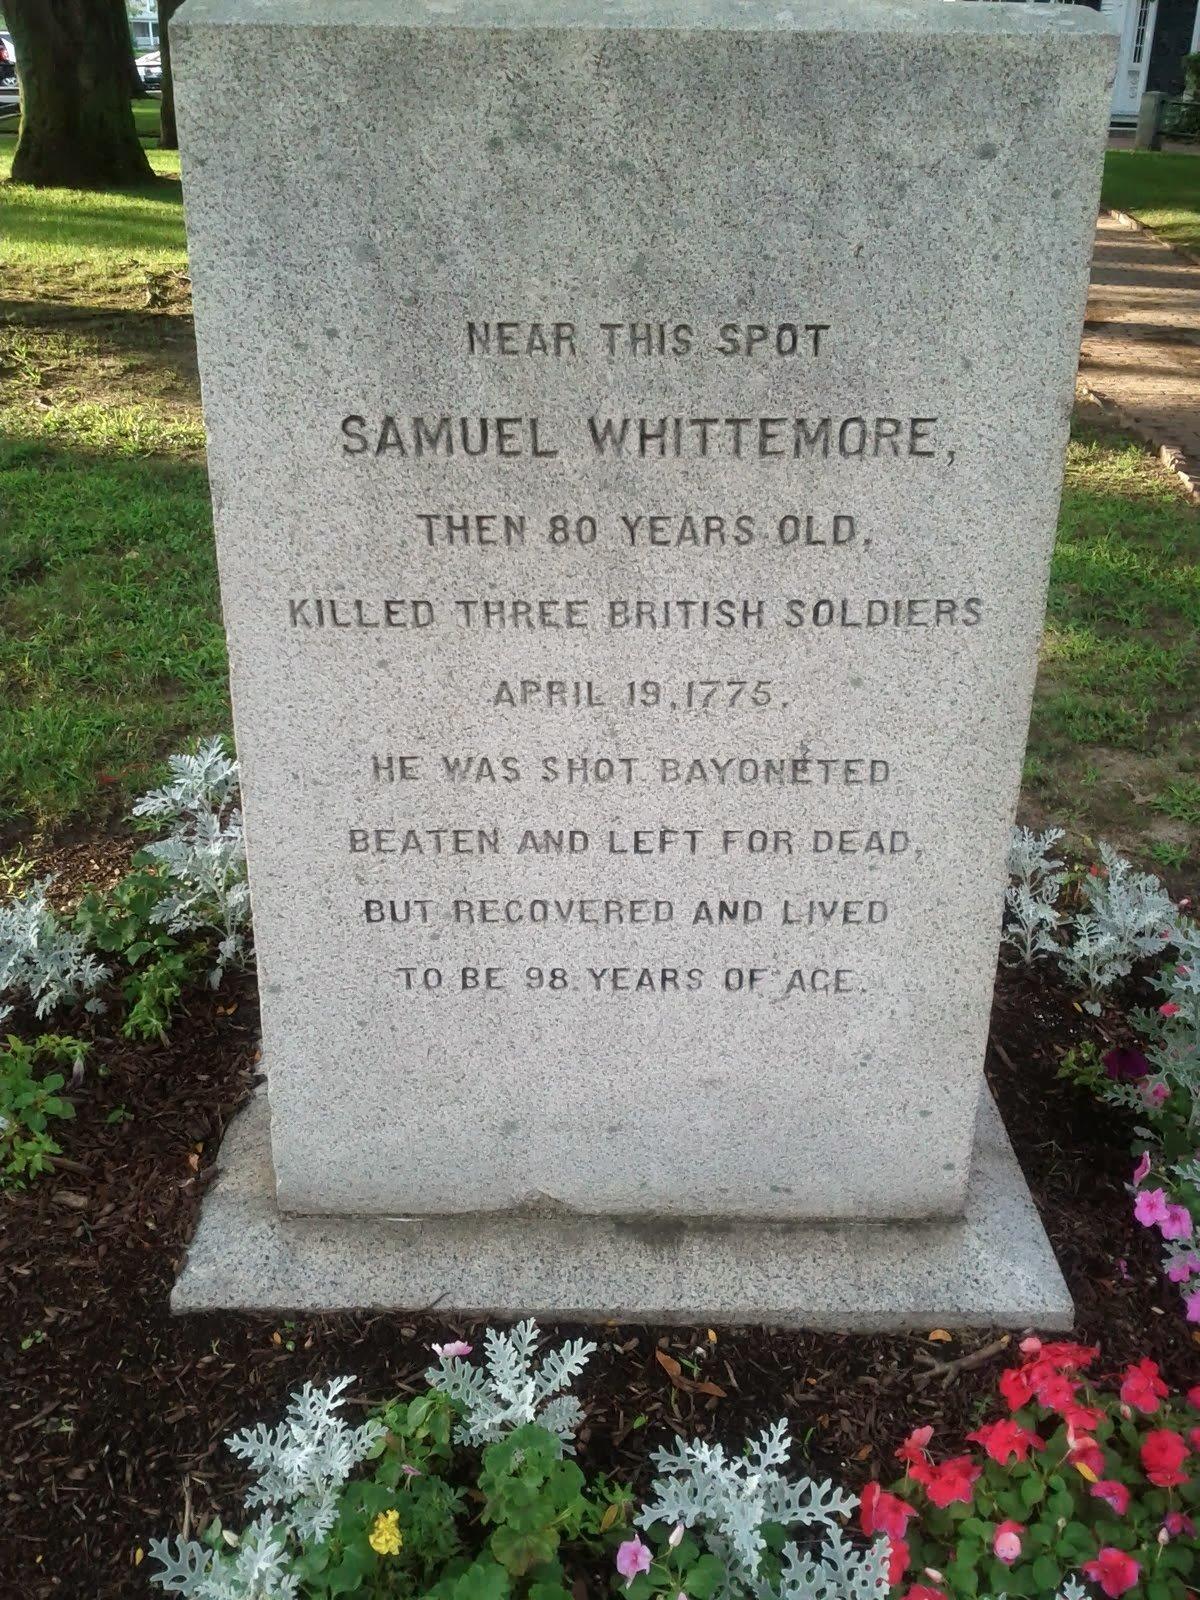 NEAR THIS SPOT
SAMUEL WHITTEMORE,
THEN 80 YEARS OLD,
KILLED THREE BRITISH SOLDIERS
APRIL 19, 1775.
HE WAS SHOT BAYONETED
BEATEN AND LEFT FOR DEAD,
BUT RECOVERED AND LIVED
TO BE 98 YEARS OF AGE.